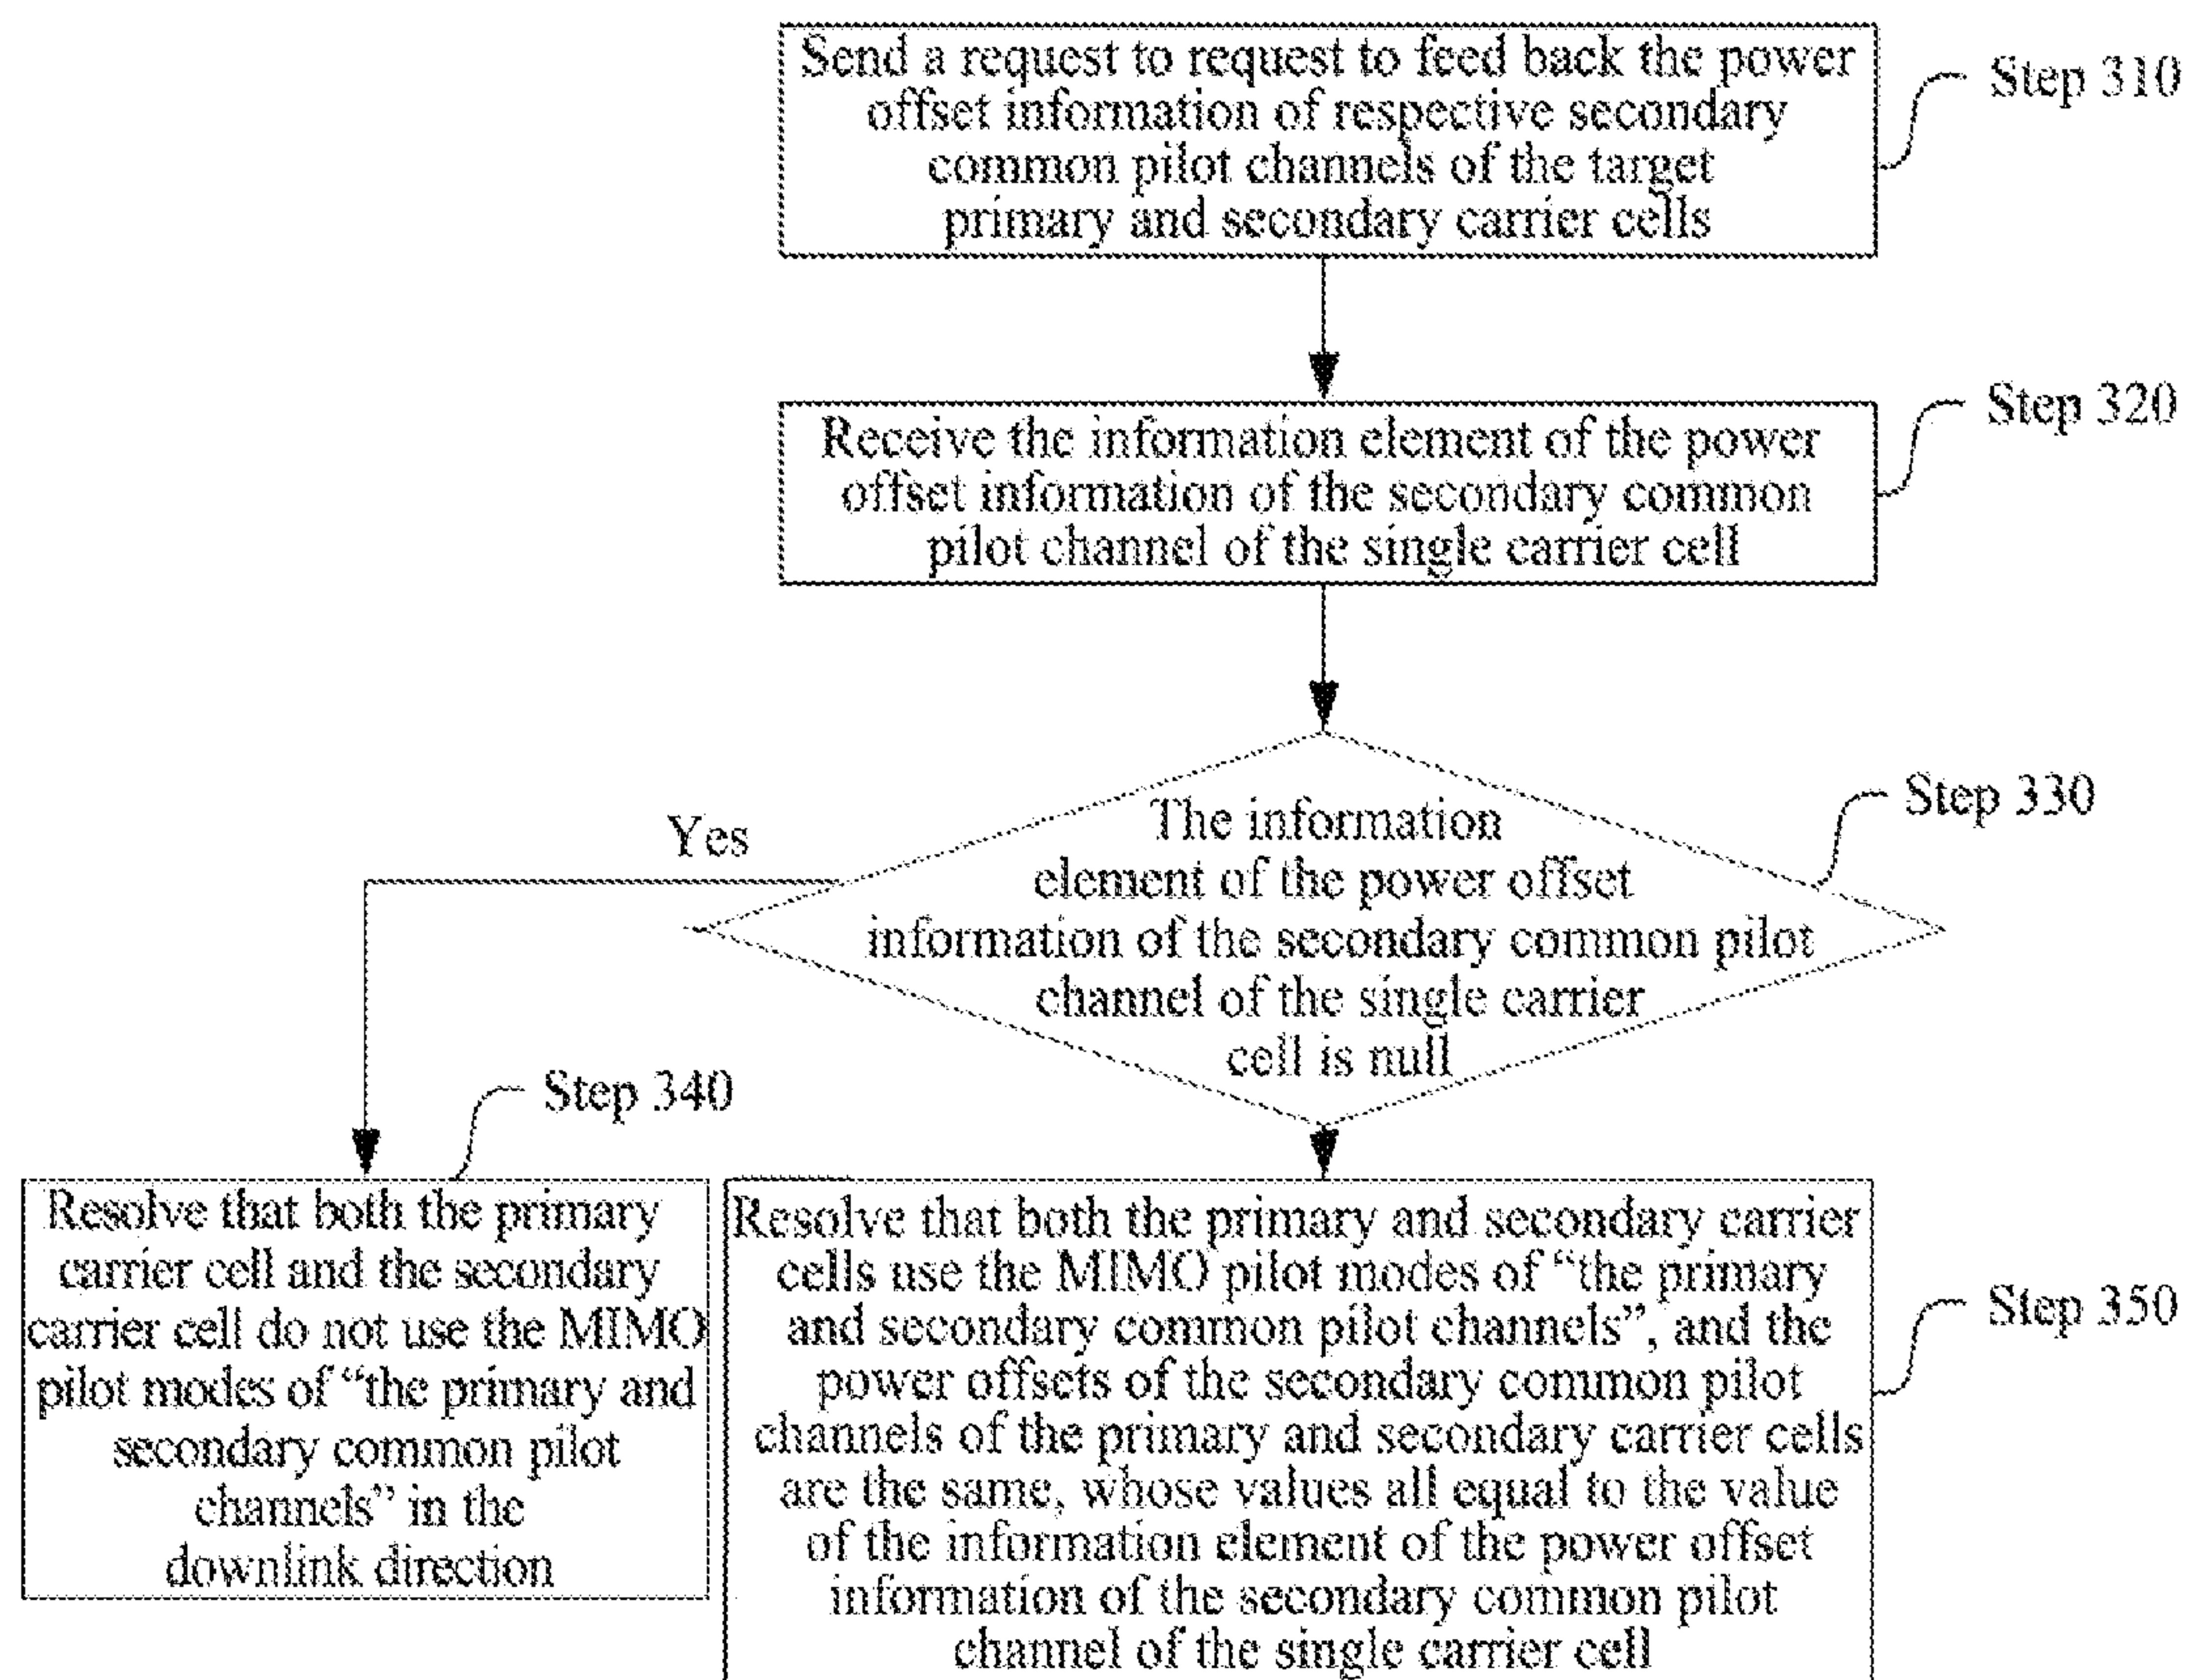 Send a request to request to feed back the power
offset information of respective secondary
common pilot channels of the target
primary and secondary carrier cells
Step 310
Receive the information element of the power
offset information of the secondary common
pilot channel of the single carrier cell
Step 320
The information
element of the power offset
information of the secondary common pilot
channel of the single carrier
cell is null
Step 330
Yes
Step 340
Resolve that both the primary
carrier cell and the secondary
carrier cell do not use the MIMO
pilot modes of “the primary and
secondary common pilot
channels” in the
downlink direction
Resolve that both the primary and secondary carrier
cells use the MIMO pilot modes of “the primary
and secondary common pilot channels”, and the
power offsets of the secondary common pilot
channels of the primary and secondary carrier cells
are the same, whose values all equal to the value
of the information element of the power offset
information of the secondary common pilot
channel of the single carrier cell
Step 350